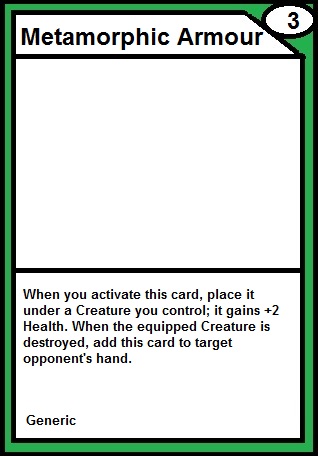 Metamorphic Armour
3
When you activate this card, place it
under a Creature you control; it gains +2
Health. When the equipped Creature is
destroyed, add this card to target
opponent's hand.
Generic